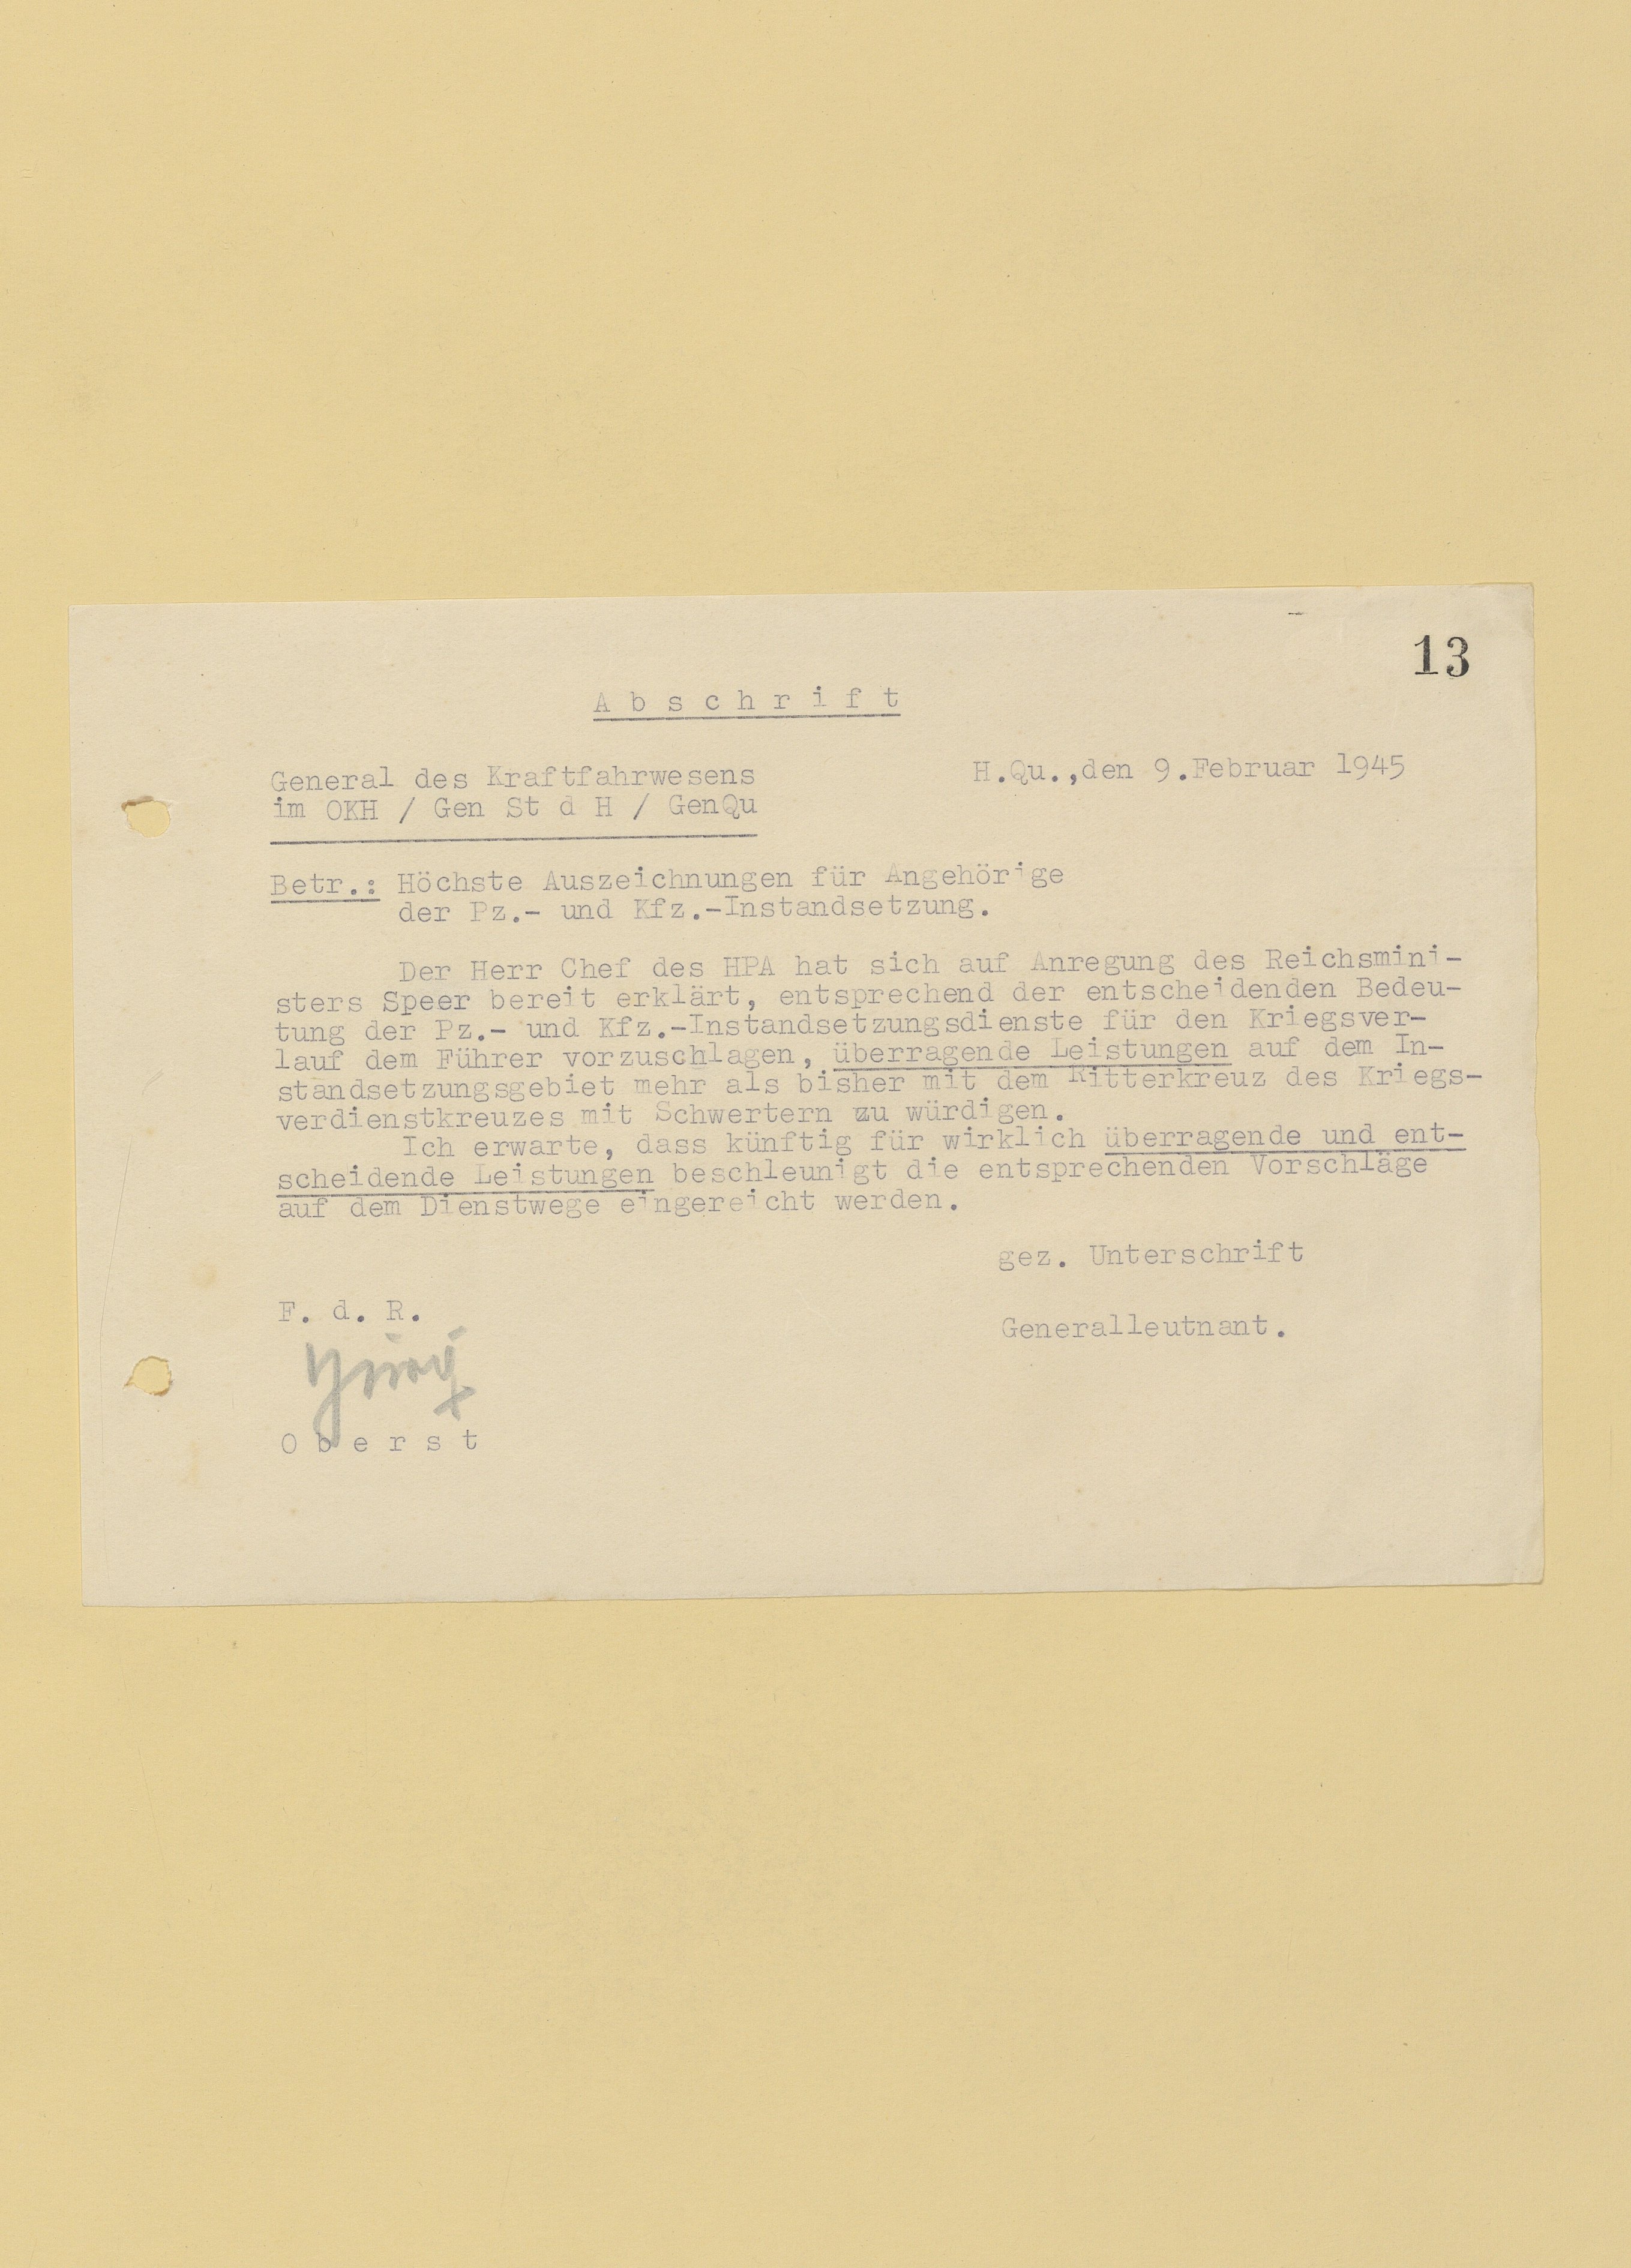 13
A b s c h r i f t
General des Kraftfahrwesens
im OKH / Gen St d H / GenQu
H.Qu.,den 9.Februar 1945
Betr.: Höchste Auszeichnungen für Angehörige
der Pz.- und Kfz.-Instandsetzung.
Der Herr Chef des HPA hat sich auf Anregung des Reichsmini-
sters Speer bereit erklärt, entsprechend der entscheidenden Bedeu-
tung der Pz.- und Kfz.-Instandsetzungsdienste für den Kriegsver-
lauf dem Führer vorzuschlagen, überragende Leistungen auf dem In-
standsetzungsgebiet mehr als bisher mit dem Ritterkreuz des Kriegs-
verdienstkreuzes mit Schwertern zu würdigen.
Ich erwarte, dass künftig für wirklich überragende und ent-
scheidende Leistungen beschleunigt die entsprechenden Vorschläge
auf dem Dienstwege eingereicht werden.
gez. Unterschrift
Generalleutnant.
F. d. R.
O b e r s t